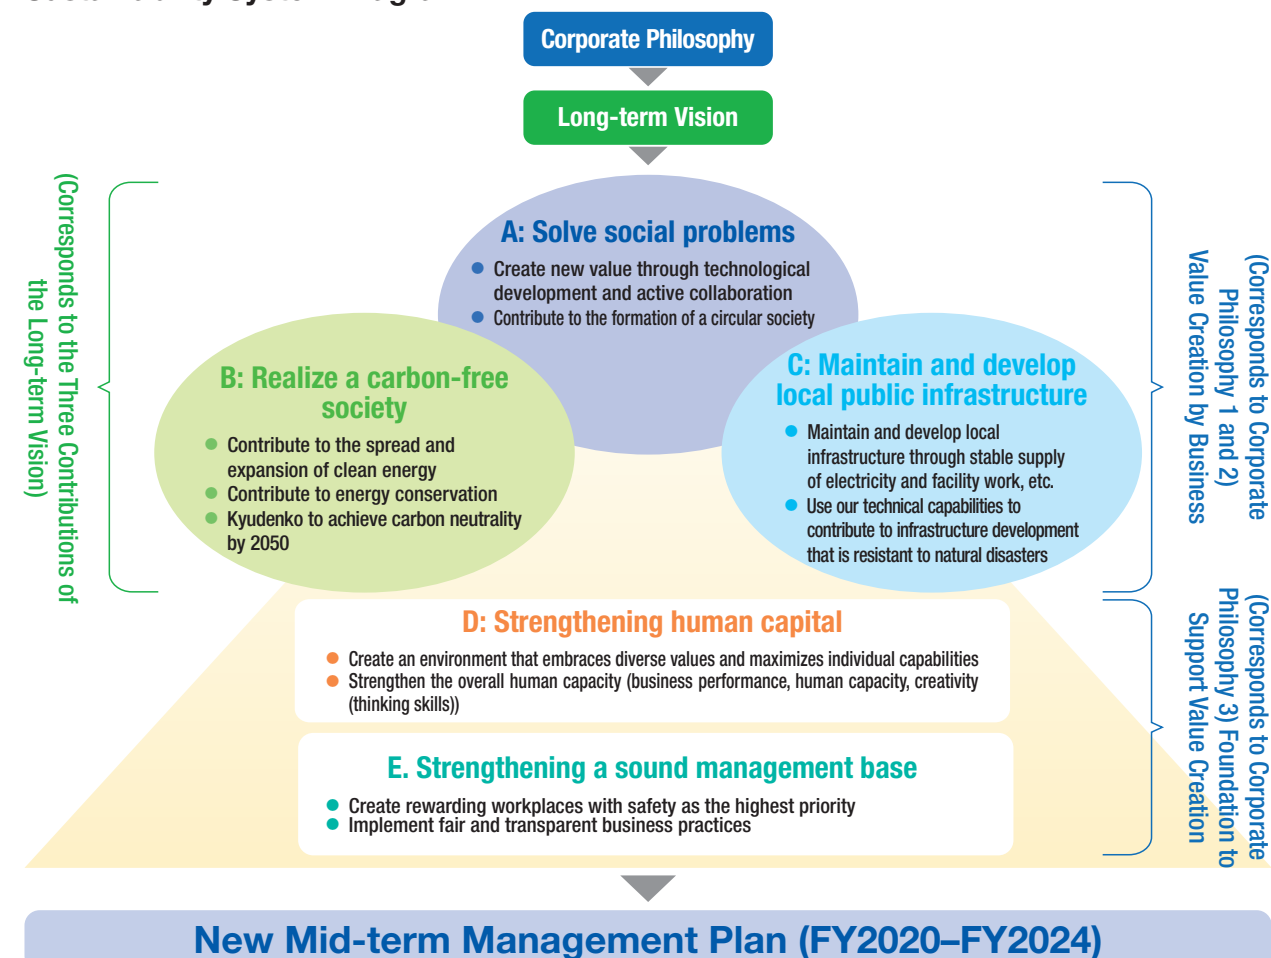 Corporate Philosophy
Long-term Vision
(Corresponds to the Three Contributions of
the Long-term Vision)
A: Solve social problems
● Create new value through technological
development and active collaboration
● Contribute to the formation of a circular society
B: Realize a carbon-free
society
● Contribute to the spread and
expansion of clean energy
● Contribute to energy conservation
● Kyudenko to achieve carbon neutrality
by 2050
C: Maintain and develop
local public infrastructure
● Maintain and develop local
infrastructure through stable supply
of electricity and facility work, etc.
● Use our technical capabilities to
contribute to infrastructure development
that is resistant to natural disasters
(Corresponds to Corporate
Philosophy 1 and 2)
Value Creation by Business
D: Strengthening human capital
● Create an environment that embraces diverse values and maximizes individual capabilities
● Strengthen the overall human capacity (business performance, human capacity, creativity
(thinking skills))
E. Strengthening a sound management base
● Create rewarding workplaces with safety as the highest priority
● Implement fair and transparent business practices
(Corresponds to Corporate
Philosophy 3) Foundation to
Support Value Creation
New Mid-term Management Plan (FY2020–FY2024)